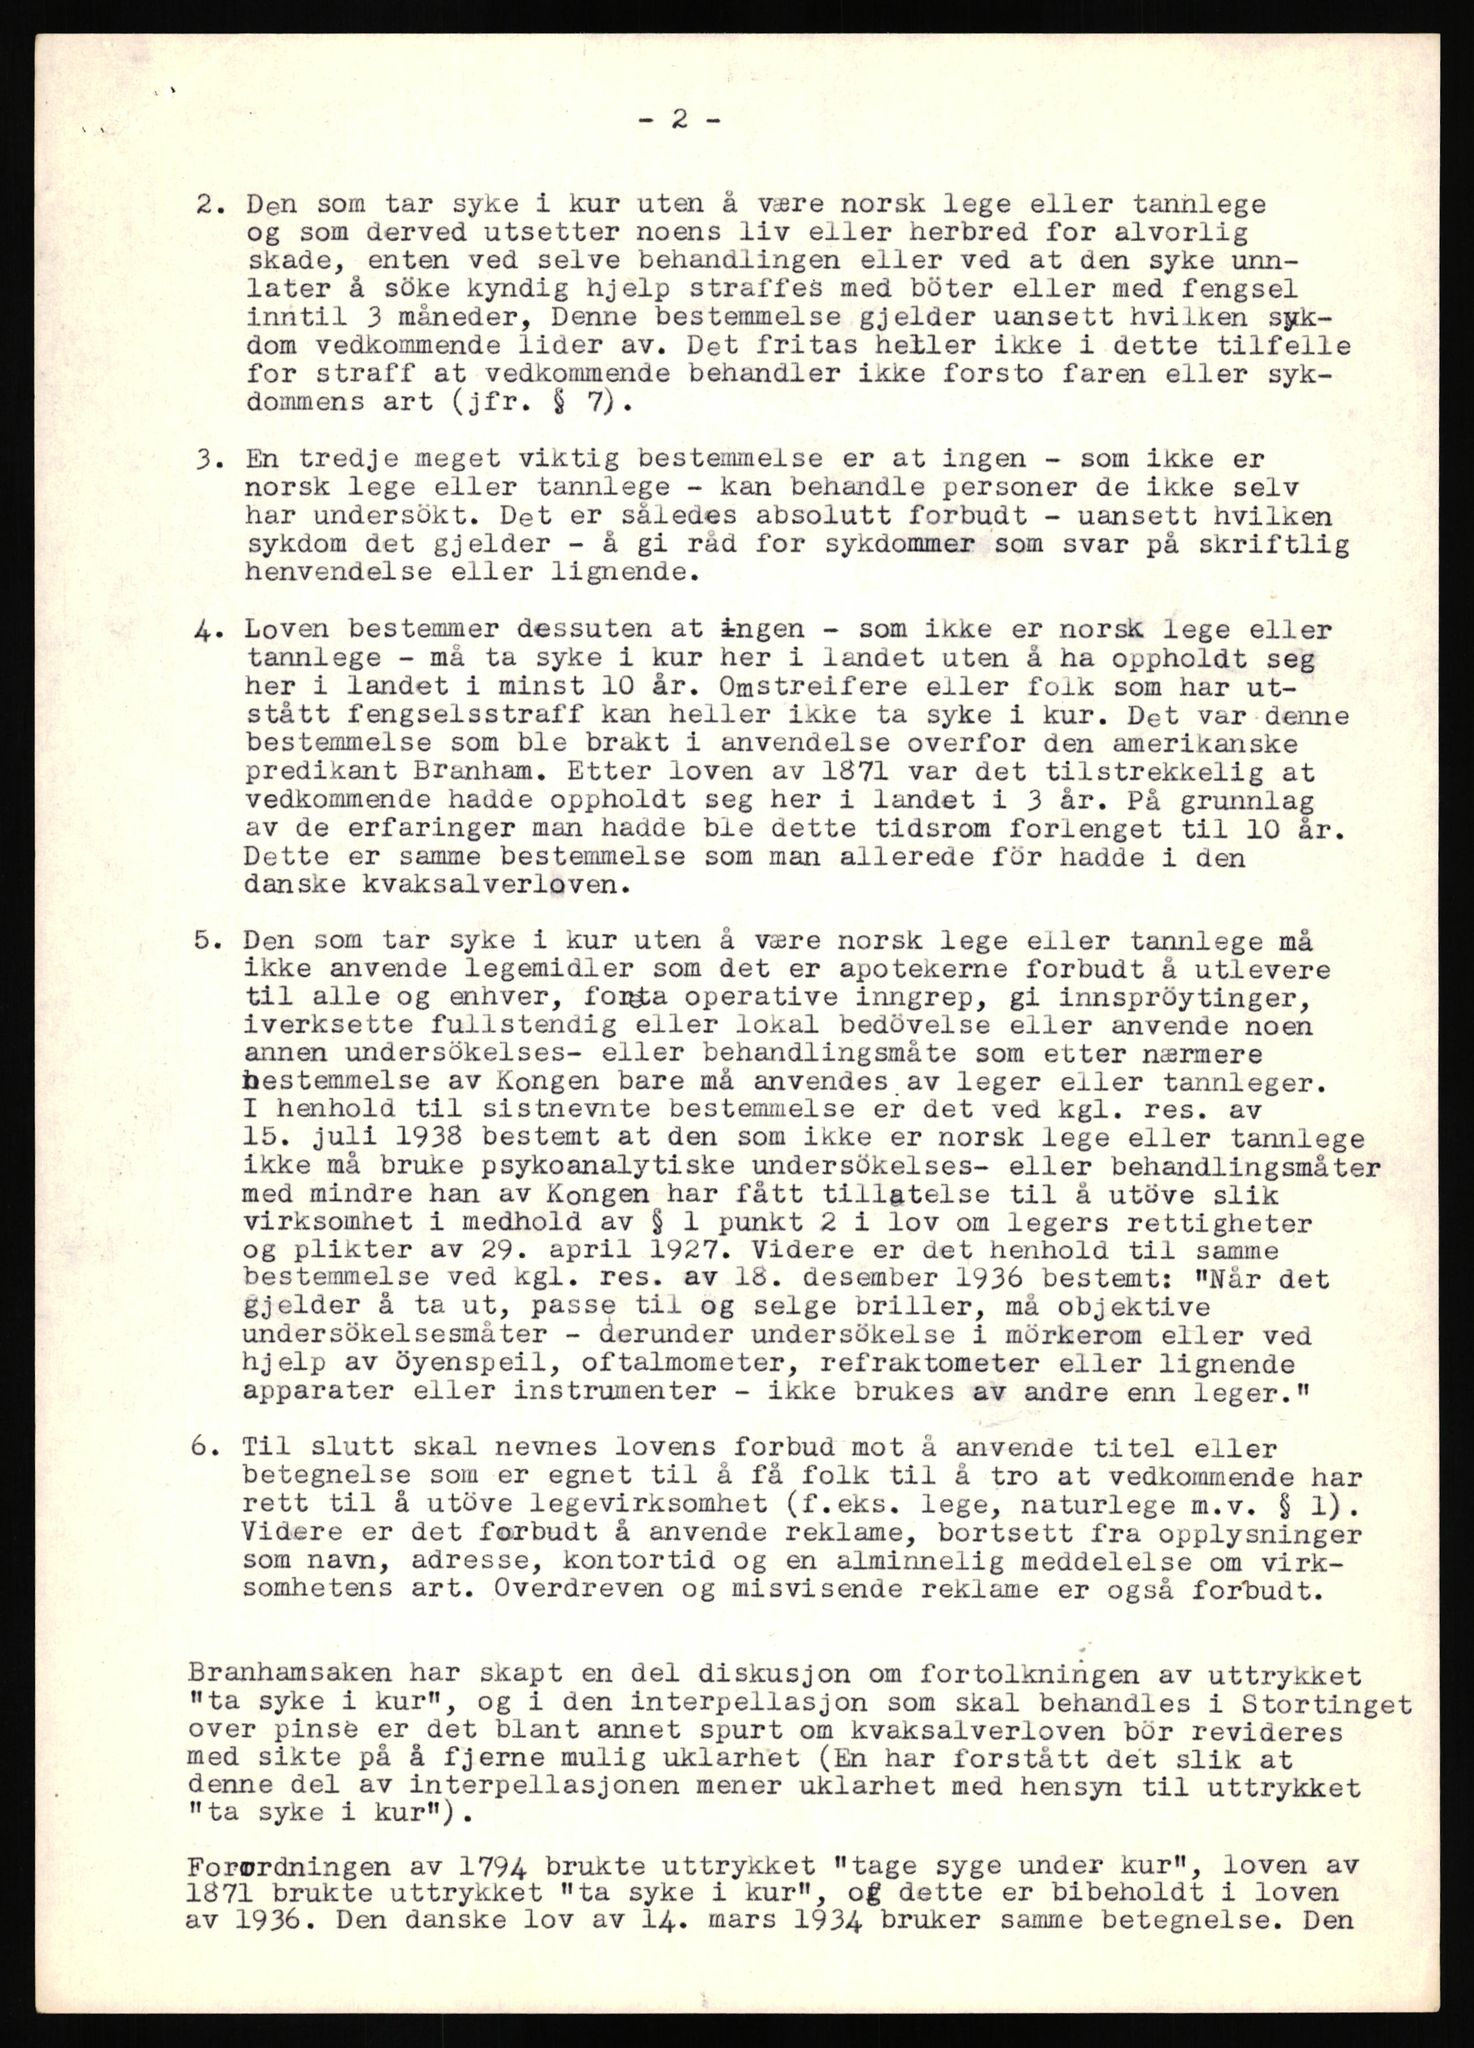 - 2 -
2. Den som tar syke i kur uten å være norsk lege eller tannlege
og som derved utsetter noens liv eller herbred for alvorlig
skade, enten ved selve behandlingen eller ved at den syke unn-
later å söke kyndig hjelp straffes med böter eller med fengsel
inntil 3 måneder, Denne bestemmelse gjelder uansett hvilken syk-
dom vedkommende lider av. Det fritas heller ikke i dette tilfelle
for straff at vedkommende behandler ikke forsto faren eller syk-
dommens art (jfr. § 7).
3. En tredje meget viktig bestemmelse er at ingen - som ikke er
norsk lege eller tannlege - kan behandle personer de ikke selv
har undersökt. Det er således absolutt forbudt - uansett hvilken
sykdom det gjelder - å gi råd for sykdommer som svar på skriftlig
henvendelse eller lignende.
4. Loven bestemmer dessuten at ingen - som ikke er norsk lege eller
tannlege - må ta syke i kur her i landet uten å ha oppholdt seg
her i landet i minst 10 år. Omstreifere eller folk som har ut-
stått fengselsstraff kan heller ikke ta syke i kur. Det var denne
bestemmelse som ble brakt i anvendelse overfor den amerikanske
predikant Branham. Etter loven av 1871 var det tilstrekkelig at
vedkommende hadde oppholdt seg her i landet i 3 år. På grunnlag
av de erfaringer man hadde ble dette tidsrom forlenget til 10 år.
Dette er samme bestemmelse som man allerede för hadde i den
danske kvaksalverloven.
5. Den som tar syke i kur uten å være norsk lege eller tannlege må
ikke anvende legemidler som det er apotekerne forbudt å utlevere
til alle og enhver, foreta operative inngrep, gi innspröytinger,
iverksette fullstendig eller lokal bedövelse eller anvende noen
annen undersökelses- eller behandlingsmåte som etter nærmere
bestemmelse av Kongen bare må anvendes av leger eller tannleger.
I henhold til sistnevnte bestemmelse er det ved kgl. res. av
15. juli 1938 bestemt at den som ikke er norsk lege eller tannlege
ikke må bruke psykoanalytiske undersökelses- eller behandlingsmåter
med mindre han av Kongen har fått tillatelse til å utöve slik
virksomhet i medhold av § 1 punkt 2 i lov om legers rettigheter
og plikter av 29. april 1927. Videre er det henhold til samme
bestemmelse ved kgl. res. av 18. desember 1936 bestemt: "Når det
gjelder å ta ut, passe til og selge briller, må objektive
undersökelsesmåter - derunder undersökelse i mörkerom eller ved
hjelp av öyenspeil, oftalmometer, refraktometer eller lignende
apparater eller instrumenter - ikke brukes av andre enn leger."
6. Til slutt skal nevnes lovens forbud mot å anvende titel eller
betegnelse som er egnet til å få folk til å tro at vedkommende har
rett til å utöve legevirksomhet (f.eks. lege, naturlege m.v. § 1).
Videre er det forbudt å anvende reklame, bortsett fra opplysninger
som navn, adresse, kontortid og en alminnelig meddelelse om virk-
somhetens art. Overdreven og misvisende reklame er også forbudt.
Branhamsaken har skapt en del diskusjon om fortolkningen av uttrykket
"ta syke i kur", og i den interpellasjon som skal behandles i Stortinget
over pinse er det blant annet spurt om kvaksalverloven bör revideres
med sikte på å fjerne mulig uklarhet (En har forstått det slik at
denne del av interpellasjonen mener uklarhet med hensyn til uttrykket
"ta syke i kur").
Forordningen av 1794 brukte uttrykket "tage syge under kur", loven av
1871 brukte uttrykket "ta syke i kur", og dette er bibeholdt i loven
av 1936. Den danske lov av 14. mars 1934 bruker samme betegnelse. Den